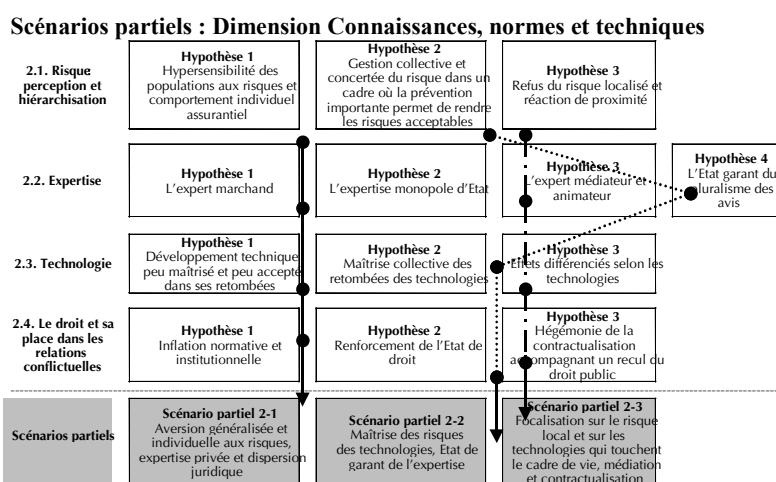 Scénarios partiels : Dimension Connaissances, normes et techniques
2.1. Risque:
perception et
hiérarchisation
Hypothèse 1
Hypersensibilité des
populations aux risques et
comportement individuel
assurantiel
Hypothèse 2
Gestion collective et
concertée du risque dans un
cadre où la prévention
importante permet de rendre
les risques acceptables
Hypothèse 3
Refus du risque localisé et
réaction de proximité
2.2. Expertise
Hypothèse 1
L'expert marchand
Hypothèse 2
L'expertise monopole d'Etat
Hypothèse 3
L'expert médiateur et
animateur
Hypothèse 4
L'Etat garant du
pluralisme des
avis
2.3. Technologie
Hypothèse 1
Développement technique
peu maîtrisé et peu accepté
dans ses retombées
Hypothèse 2
Maîtrise collective des
retombées des technologies
Hypothèse 3
Effets différenciés selon les
technologies
2.4. Le droit et sa
place dans les
relations
conflictuelles
Hypothèse 1
Inflation normative et
institutionnelle
Hypothèse 2
Renforcement de l'Etat de
droit
Hypothèse 3
Hégémonie de la
contractualisation
accompagnant un recul du
droit public
Scénarios partiels
Scénario partiel 2-1
Aversion généralisée et
individuelle aux risques,
expertise privée et dispersion
juridique
Scénario partiel 2-2
Maîtrise des risques
des technologies, Etat de
garant de l'expertise
Scénario partiel 2-3
Focalisation sur le risque
local et sur les
technologies qui touchent
le cadre de vie, médiation
et contractualisation